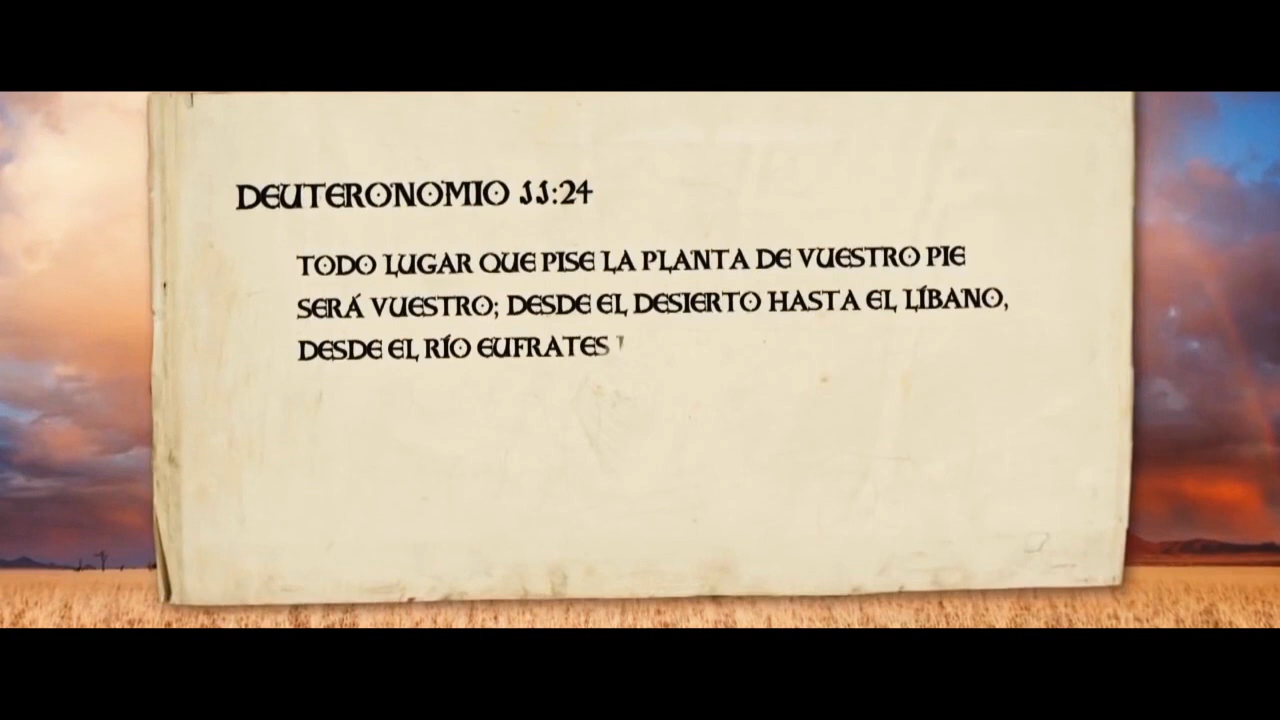 DEUTERONOMIO 11:24
TODO LUGAR QUE PISE LA PLANTA DE VUESTRO PIE
SERÁ VUESTRO; DESDE EL DESIERTO HASTA EL LÍBANO,
DESDE EL RÍO EUFRATES